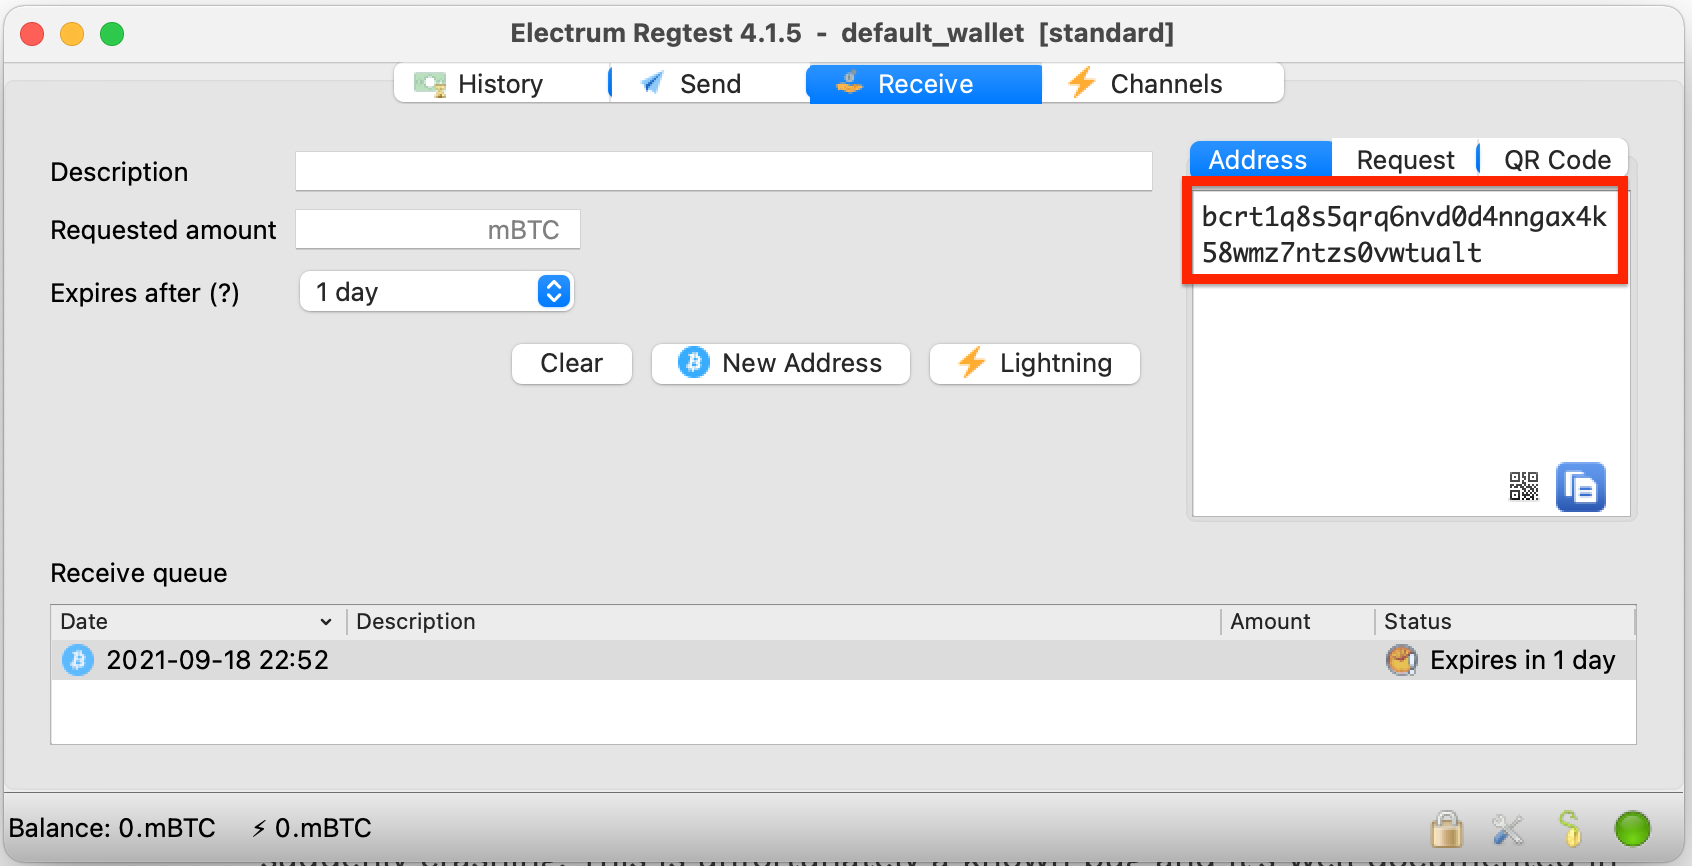 Electrum Regtest 4.1.5 - default_wallet [standard]
History Send Receive Channels
Description
Address Request QR Code
bcrt1q8s5qrq6nvd0d4nngax4k
58wmz7ntzs0vwtualt
Requested amount mBTC
Expires after (?) 1 day
Clear New Address Lightning
Receive queue
Date Description Amount Status
2021-09-18 22:52 Expires in 1 day
Balance: 0.mBTC ⚡ 0.mBTC